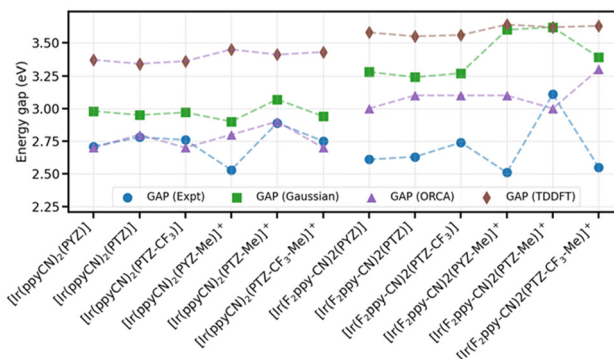 3.50
3.25
3.00
2.75
2.50
2.25
Energy gap (eV)
GAP (Expt) GAP (Gaussian) GAP (ORCA) GAP (TDDFT)
[Ir(ppyCN)₂(PYZ)]
[Ir(ppyCN)₂(PTZ)]
[Ir(ppyCN)₂(PTZ-CF₃)]
[Ir(ppyCN)₂(PYZ-Me)]⁺
[Ir(ppyCN)₂(PTZ-Me)]⁺
[Ir(ppyCN)₂(PTZ-CF₃-Me)]⁺
[Ir(F₂ppy-CN)2(PYZ)]
[Ir(F₂ppy-CN)2(PTZ)]
[Ir(F₂ppy-CN)2(PTZ-CF₃)]
[Ir(F₂ppy-CN)2(PYZ-Me)]⁺
[Ir(F₂ppy-CN)2(PTZ-Me)]⁺
[Ir(F₂ppy-CN)2(PTZ-CF₃-Me)]⁺